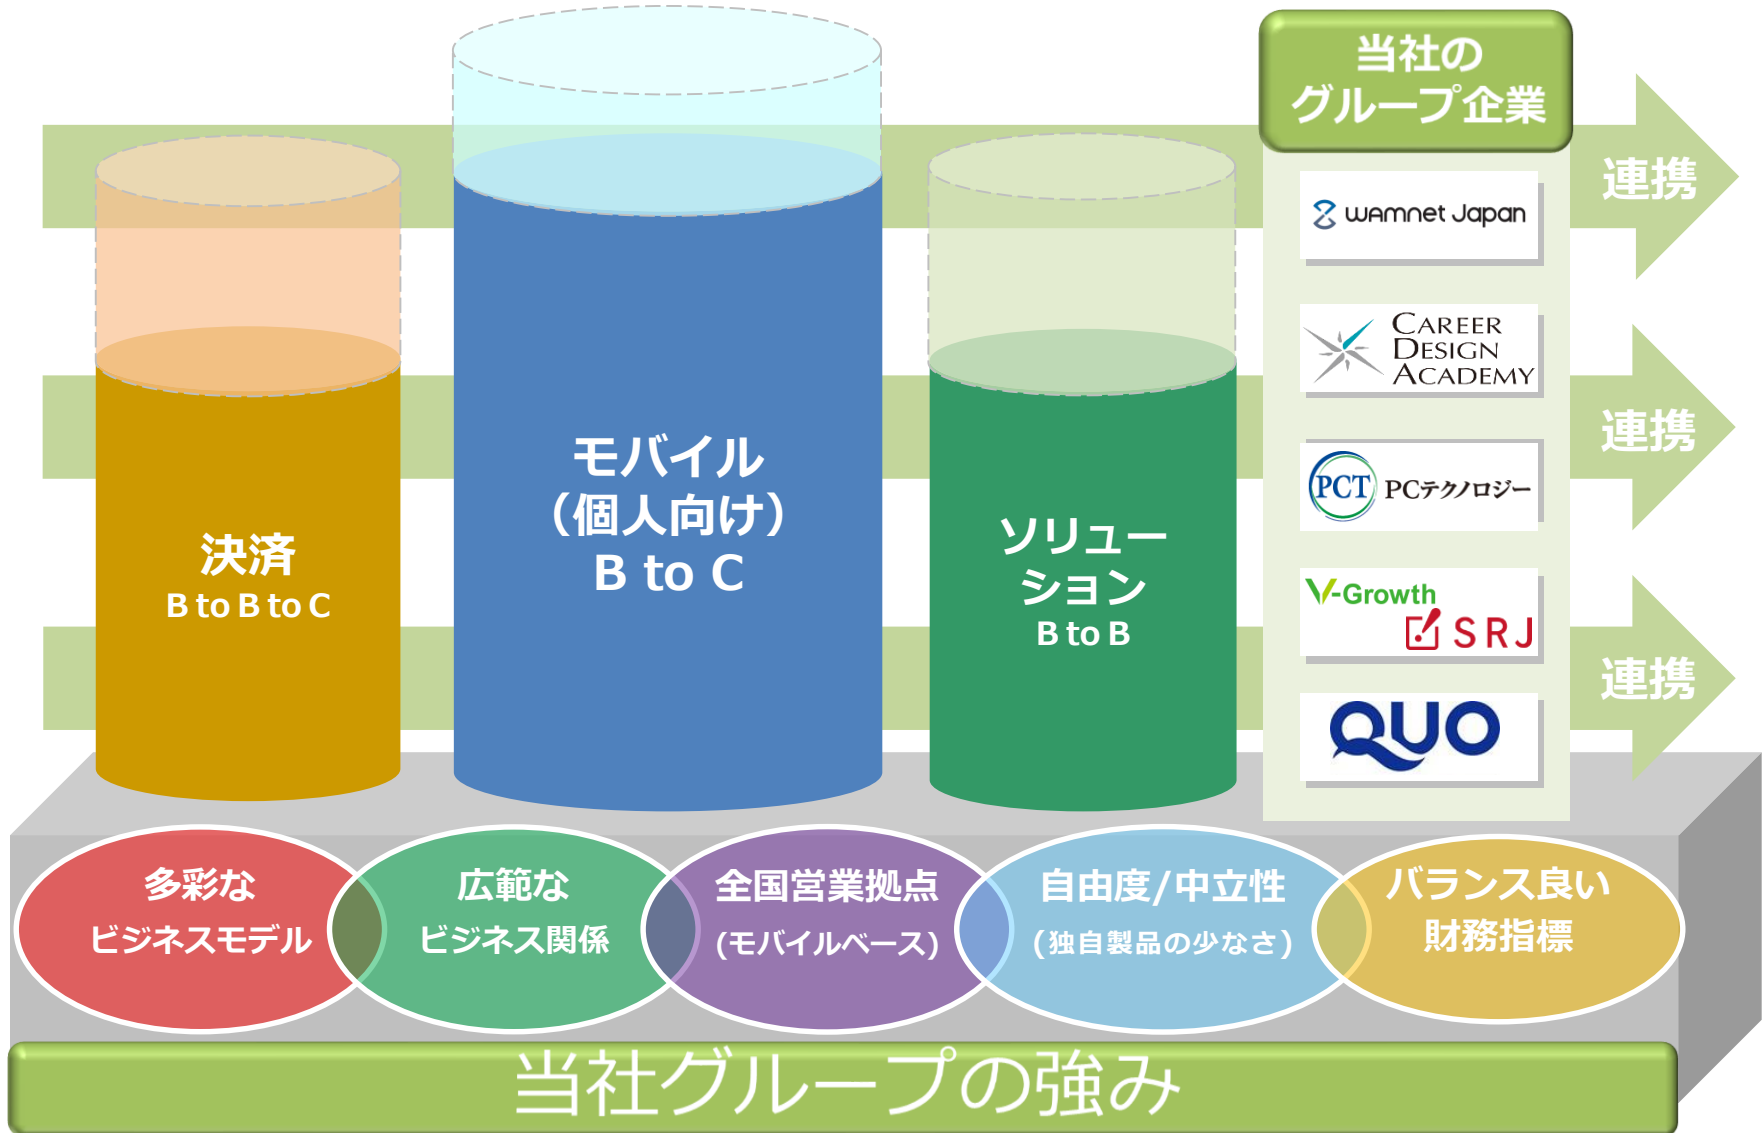 当社の
グループ企業
連携
連携
連携
wamnet Japan
CAREER
DESIGN
ACADEMY
PCT PCテクノロジー
V-Growth
SRJ
QUO
決済
B to B to C
モバイル
（個人向け）
B to C
ソリュー
ション
B to B
多彩な
ビジネスモデル
広範な
ビジネス関係
全国営業拠点
(モバイルベース)
自由度/中立性
（独自製品の少なさ）
バランス良い
財務指標
当社グループの強み